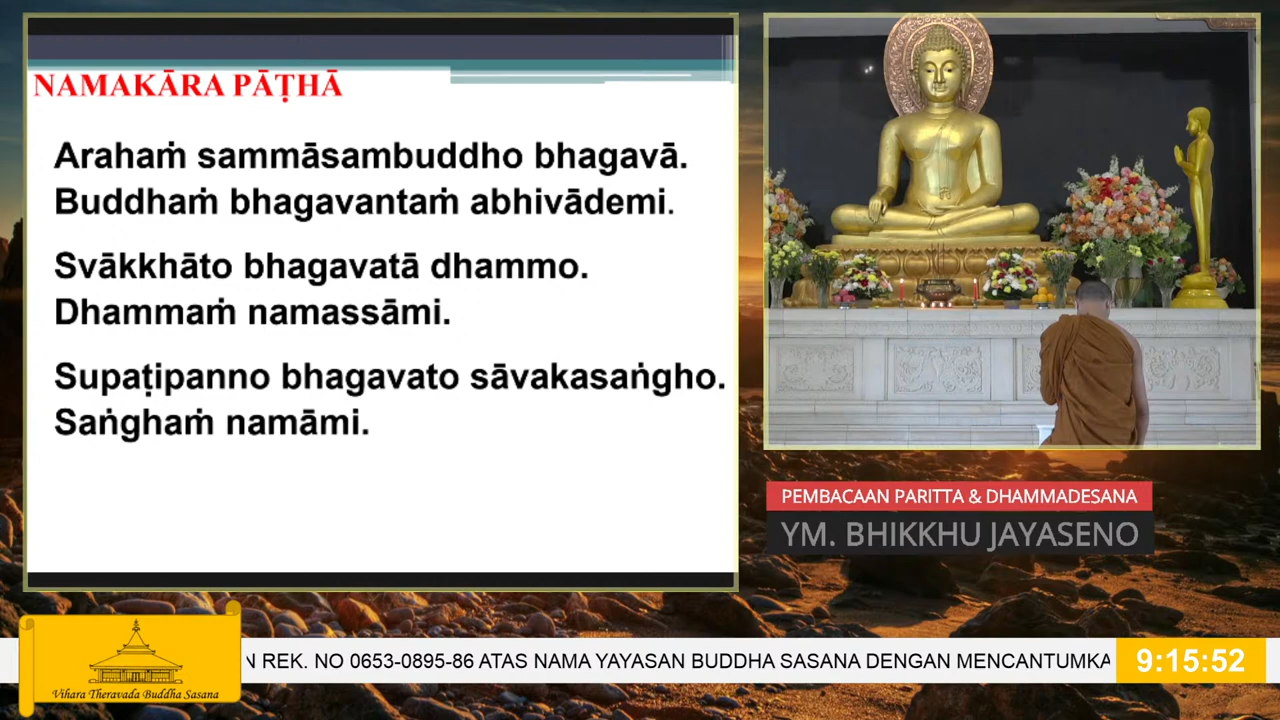 NAMAKĀRA PĀṬHĀ
Arahaṁ sammāsambuddho bhagavā.
Buddhaṁ bhagavantaṁ abhivādemi.
Svākkhāto bhagavatā dhammo.
Dhammaṁ namassāmi.
Supaṭipanno bhagavato sāvakasaṅgho.
Saṅghaṁ namāmi.
PEMBACAAN PARITTA & DHAMMADESANA
YM. BHIKKHU JAYASENO
Vihara Theravada Buddha Sasana
N REK. NO 0653-0895-86 ATAS NAMA YAYASAN BUDDHA SASANA DENGAN MENCANTUMKA
9:15:52